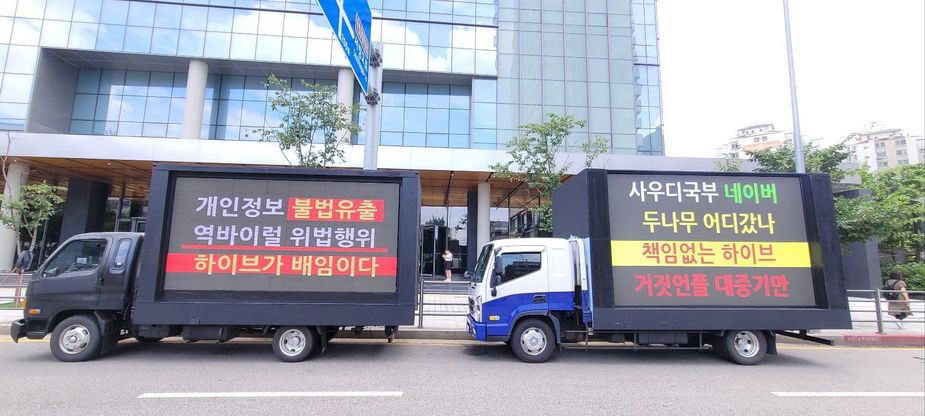 개인정보 불법유출
역바이럴 위법행위
하이브가 배임이다
사우디국부 네이버
두나무 어디갔나
책임없는 하이브
거짓언플 대중기만